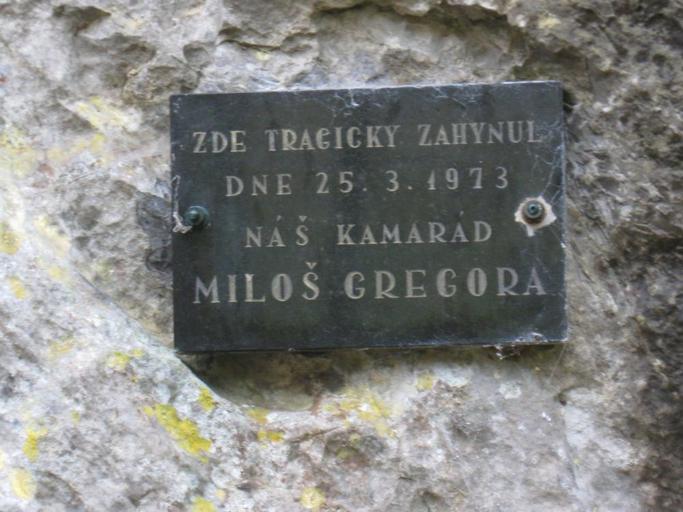 ZDE TRAGICKY ZAHYNUL
DNE 25. 3. 1973
NÁŠ KAMARÁD
MILOŠ GREGORA